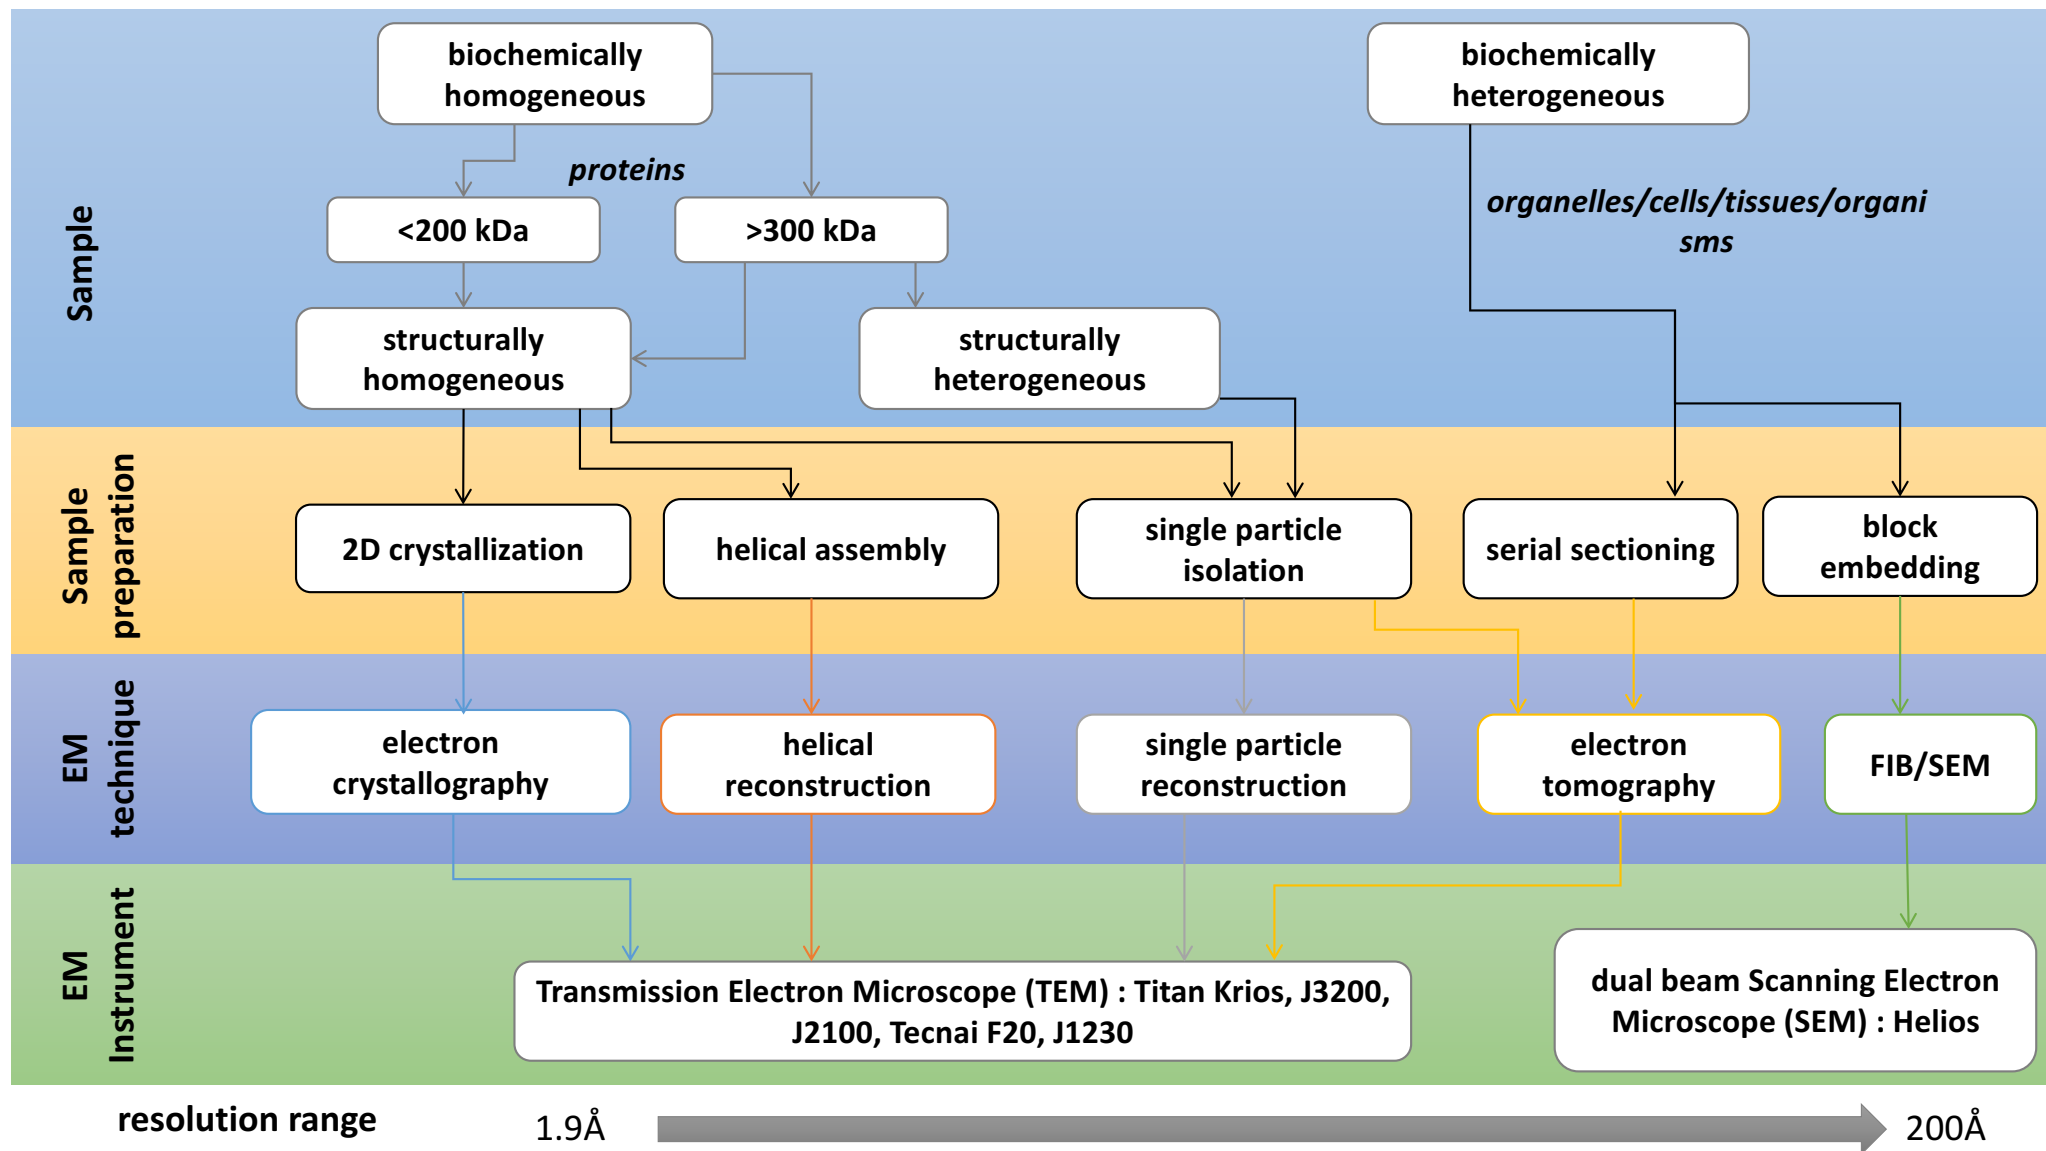 biochemically
homogeneous
biochemically
heterogeneous
proteins
organelles/cells/tissues/organi
sms
<200 kDa
>300 kDa
Sample
structurally
homogeneous
structurally
heterogeneous
Sample
preparation
2D crystallization
helical assembly
single particle
isolation
serial sectioning
block
embedding
EM
technique
electron
crystallography
helical
reconstruction
single particle
reconstruction
electron
tomography
FIB/SEM
EM
Instrument
Transmission Electron Microscope (TEM) : Titan Krios, J3200,
J2100, Tecnai F20, J1230
dual beam Scanning Electron
Microscope (SEM) : Helios
resolution range
1.9Å
200Å